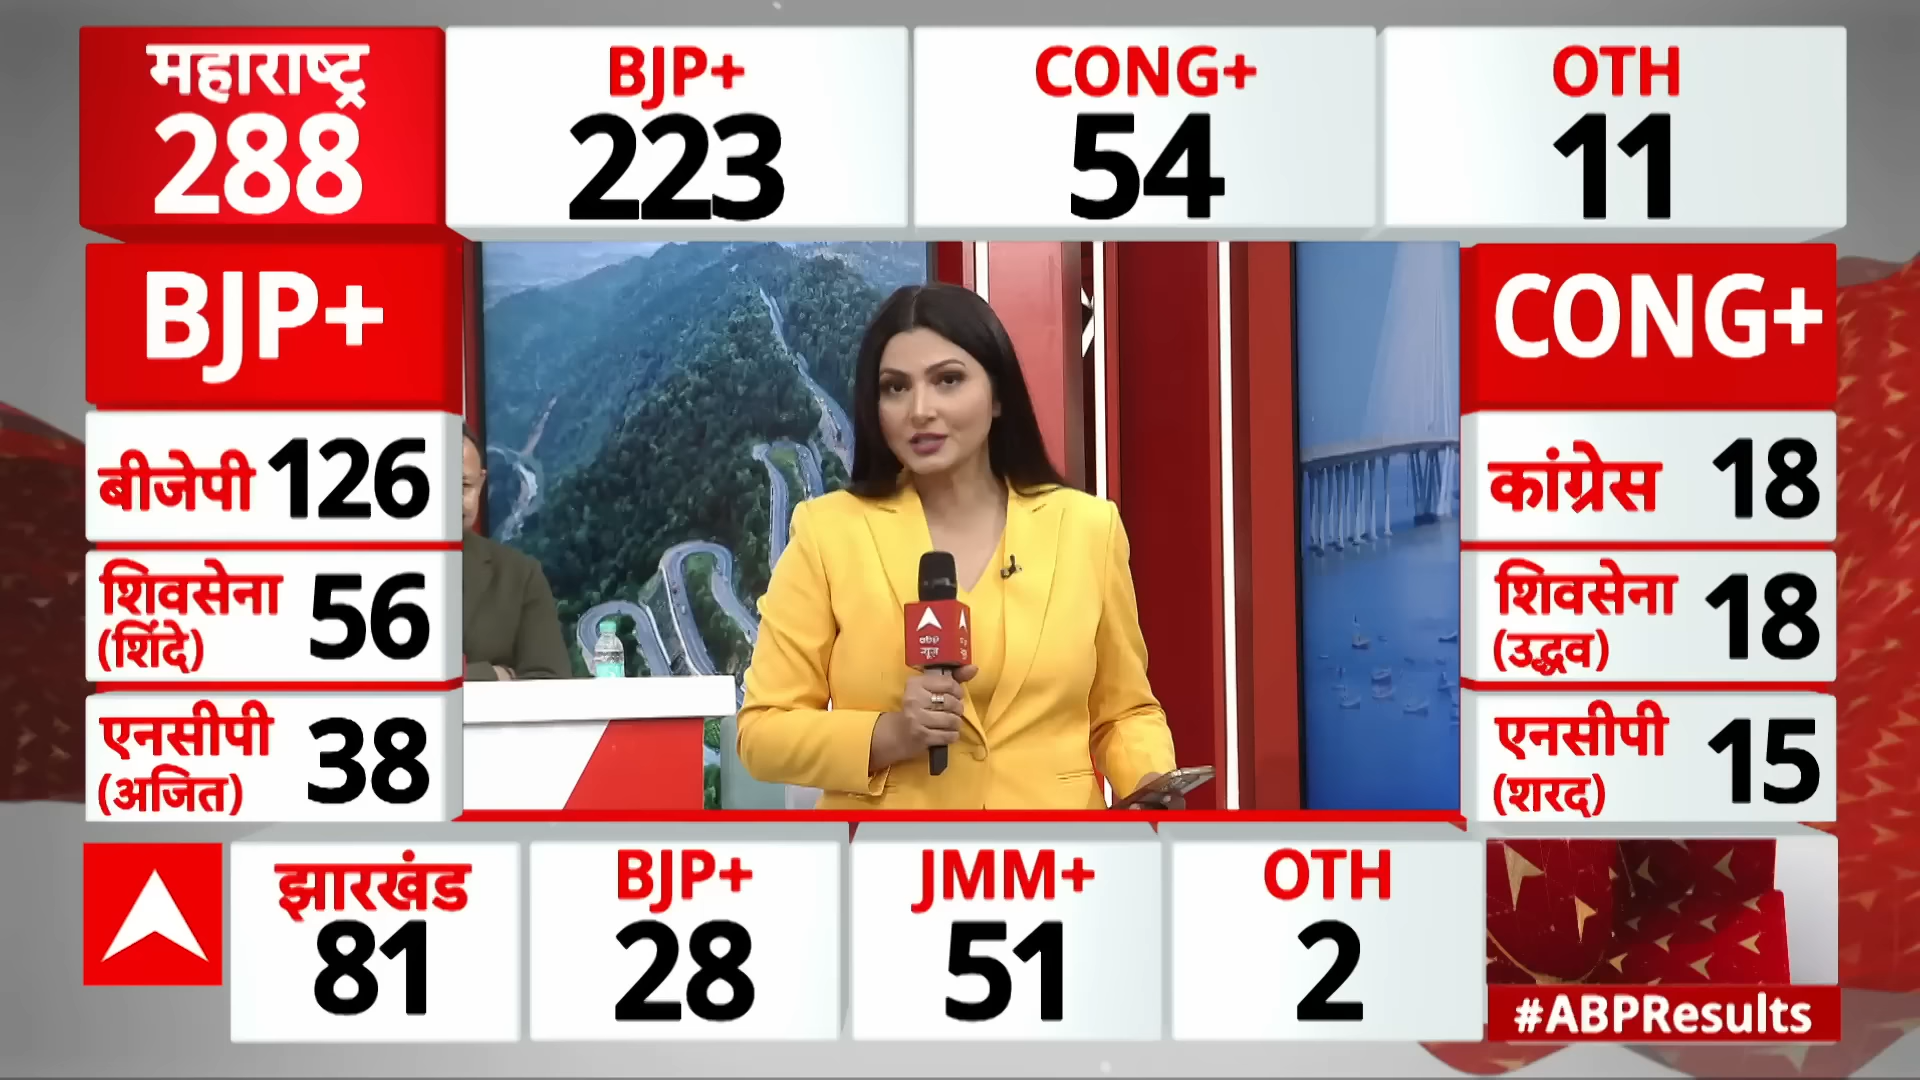 महाराष्ट्र
288
BJP+
223
CONG+
54
OTH
11
BJP+
बीजेपी 126
शिवसेना
(शिंदे)
56
एनसीपी
(अजित)
38
abp
न्यूज़
CONG+
कांग्रेस 18
शिवसेना
(उद्धव)
18
एनसीपी
(शरद)
15
झारखंड
81
BJP+
28
JMM+
51
OTH
2
#ABPResults